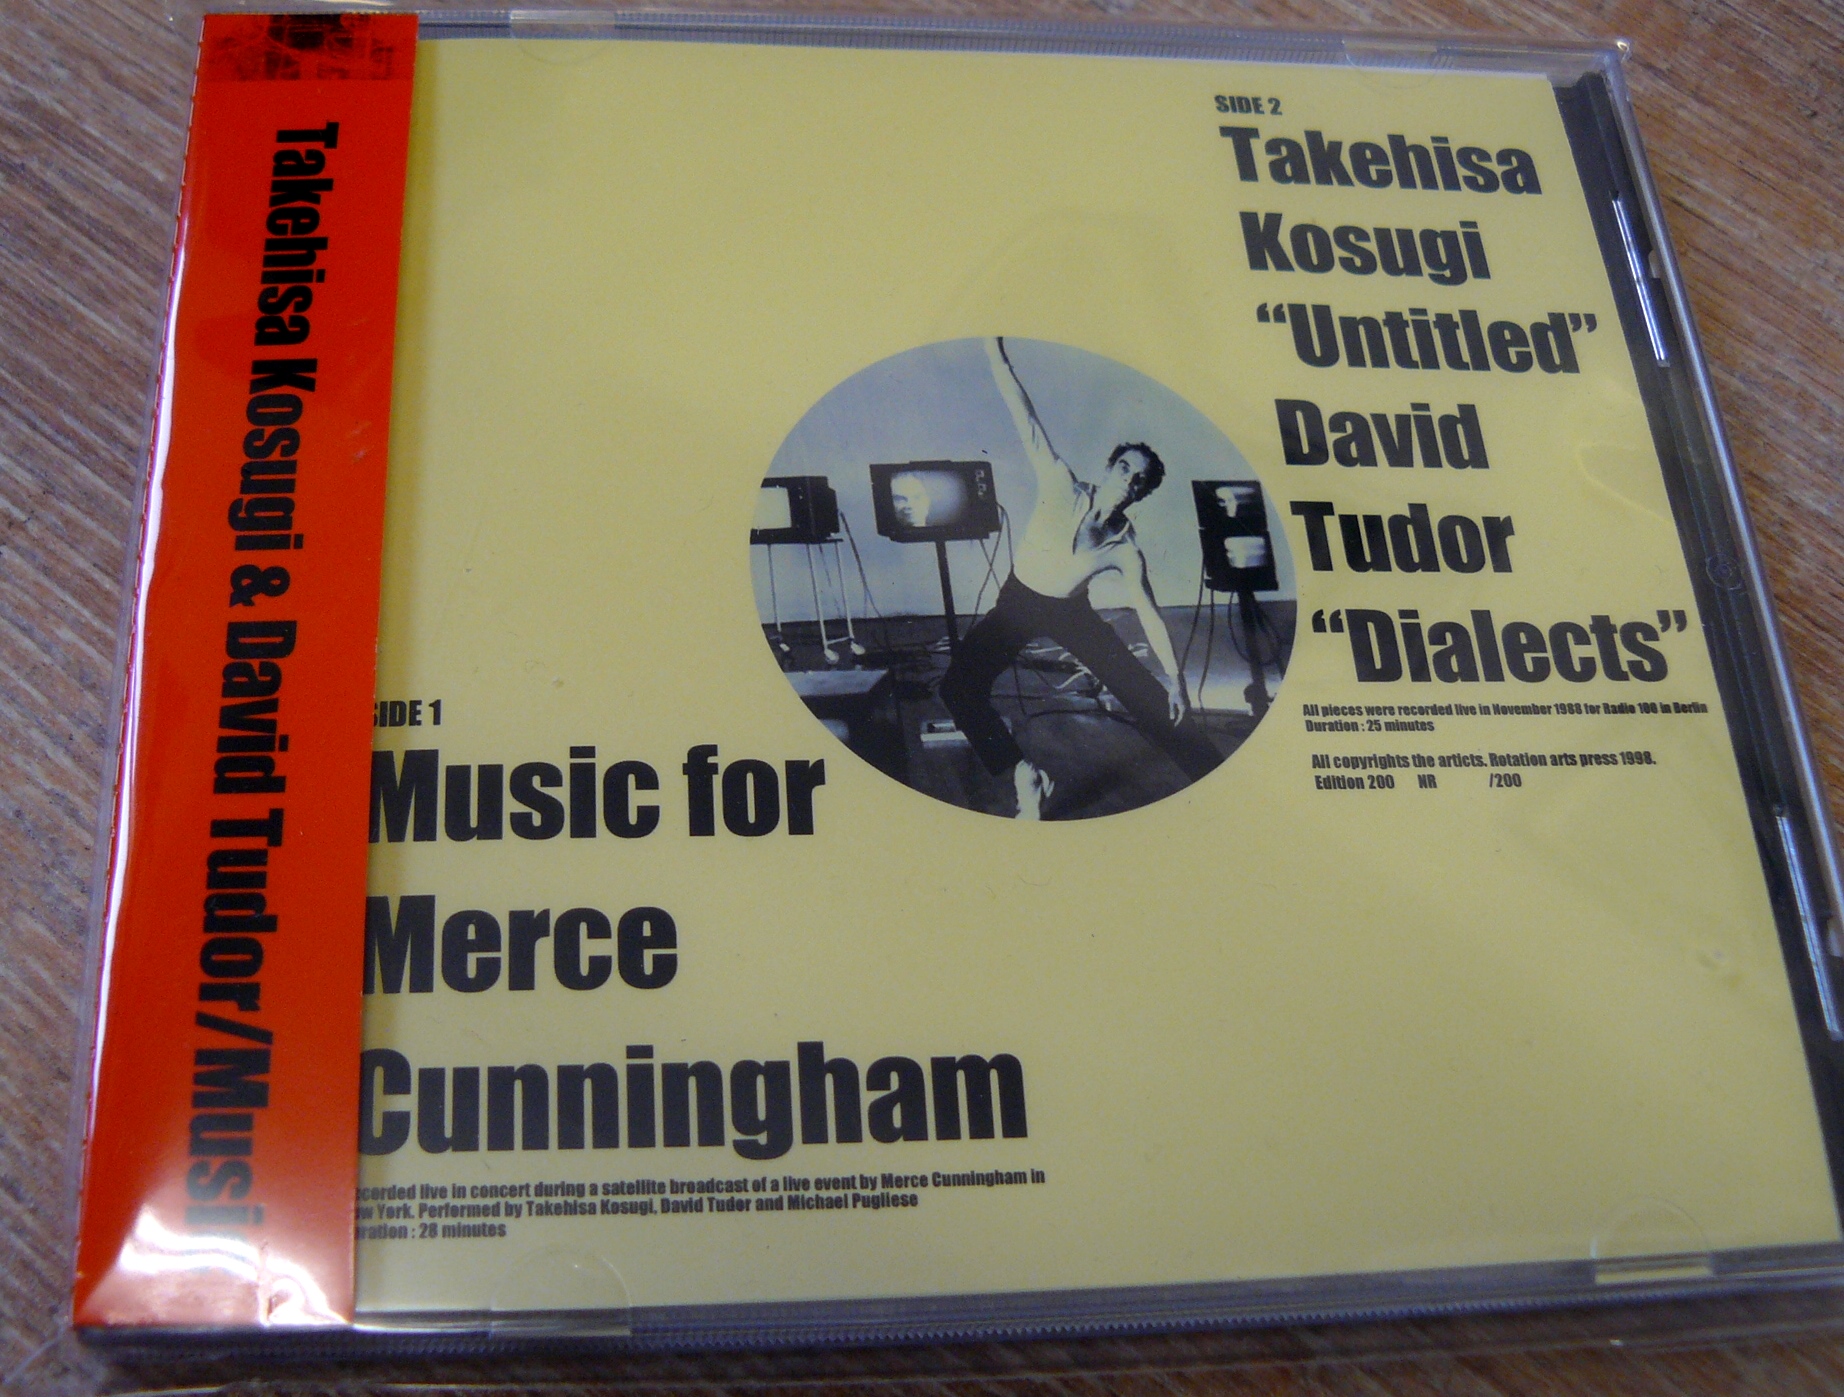 Takehisa Kosugi & David Tudor/Musi
SIDE 1
Music for
Merce
Cunningham
corded live in concert during a satellite broadcast of a live event by Merce Cunningham in
York. Performed by Takehisa Kosugi, David Tudor and Michael Pugliese
ration : 28 minutes
SIDE 2
Takehisa
Kosugi
“Untitled”
David
Tudor
“Dialects”
All pieces were recorded live in November 1988 for Radio 100 in Berlin
Duration : 25 minutes
All copyrights the articts. Rotation arts press 1998.
Edition 200 NR /200